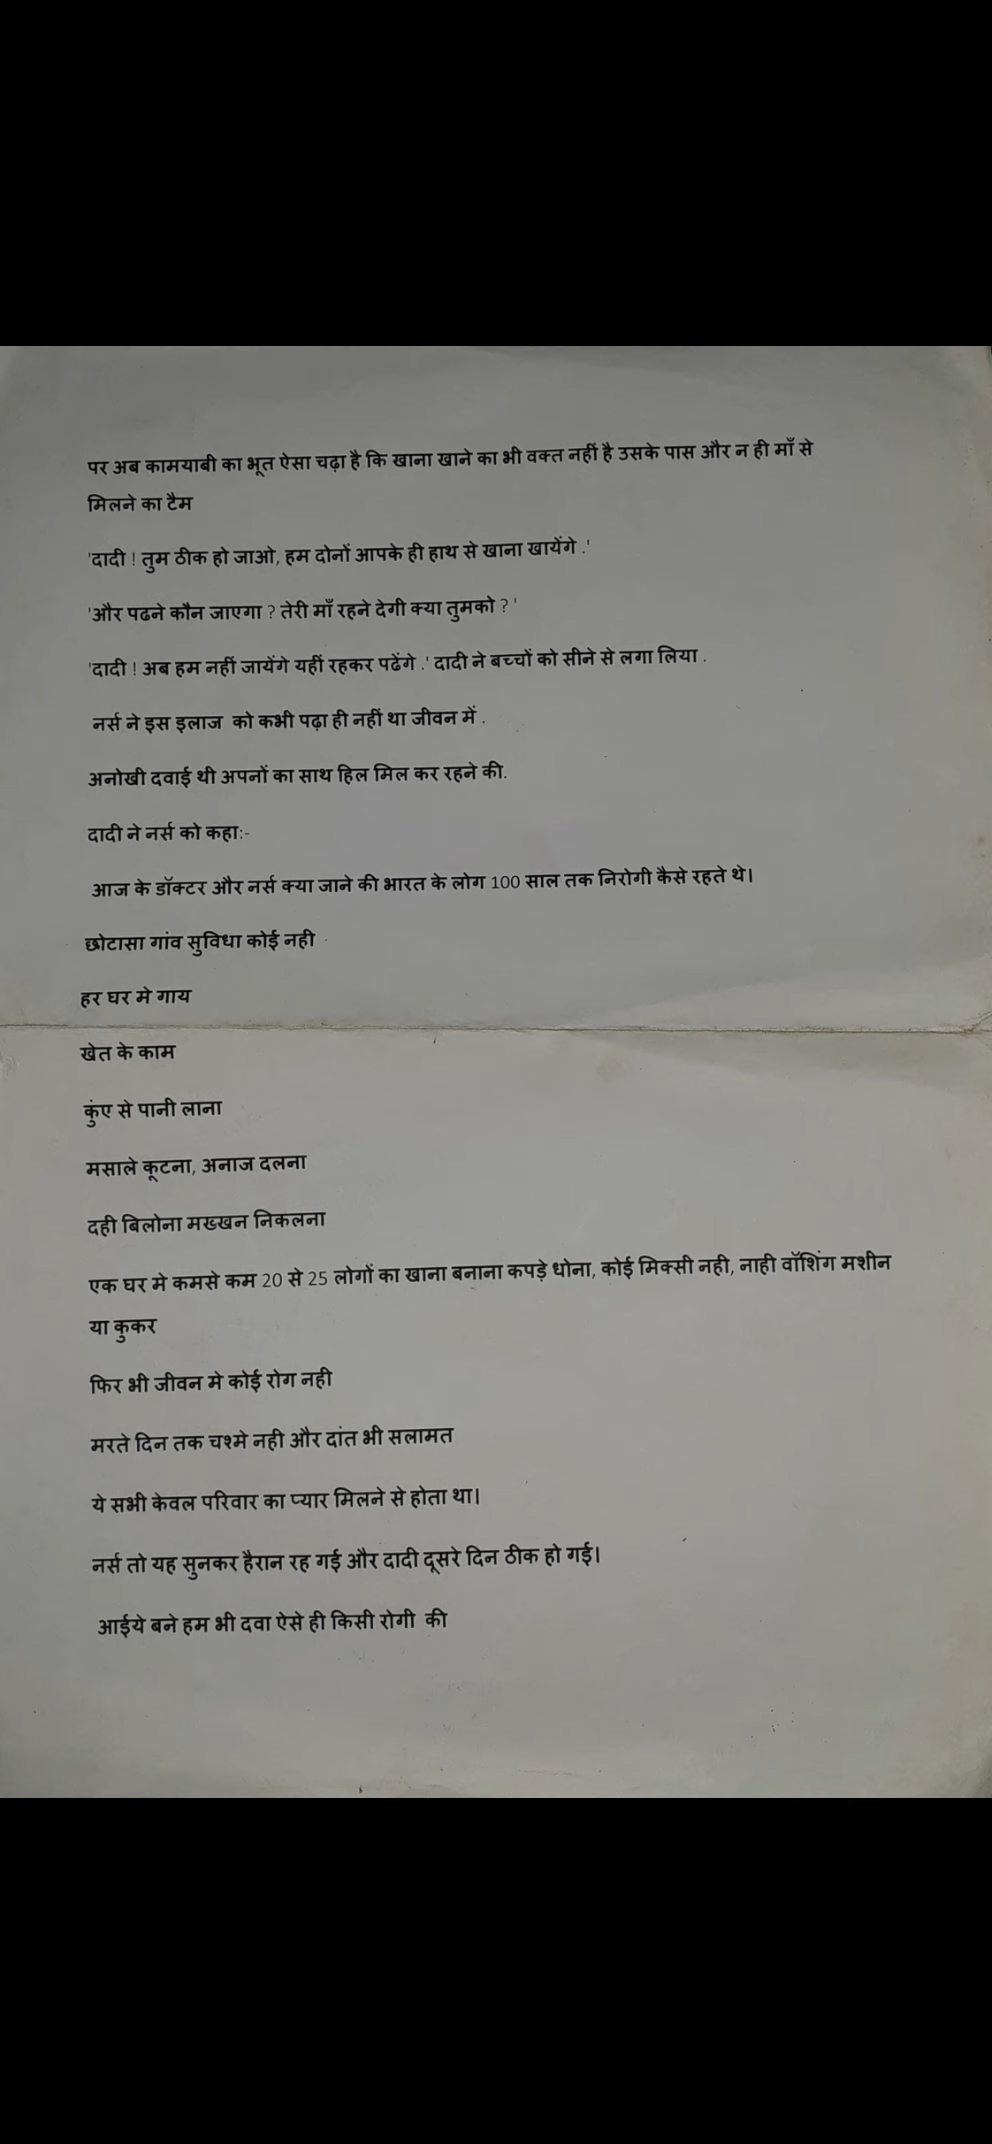 पर अब कामयाबी का भूत ऐसा चढ़ा है कि खाना खाने का भी वक्त नहीं है उसके पास और न ही माँ से
मिलने का टैम
'दादी ! तुम ठीक हो जाओ, हम दोनों आपके ही हाथ से खाना खायेंगे .'
'और पढने कौन जाएगा ? तेरी माँ रहने देगी क्या तुमको ? '
'दादी ! अब हम नहीं जायेंगे यहीं रहकर पढेंगे .' दादी ने बच्चों को सीने से लगा लिया .
नर्स ने इस इलाज को कभी पढ़ा ही नहीं था जीवन में .
अनोखी दवाई थी अपनों का साथ हिल मिल कर रहने की.
दादी ने नर्स को कहा:-
आज के डॉक्टर और नर्स क्या जाने की भारत के लोग 100 साल तक निरोगी कैसे रहते थे।
छोटासा गांव सुविधा कोई नही
हर घर मे गाय
खेत के काम
कुंए से पानी लाना
मसाले कूटना, अनाज दलना
दही बिलोना मख्खन निकलना
एक घर मे कमसे कम 20 से 25 लोगों का खाना बनाना कपड़े धोना, कोई मिक्सी नही, नाही वॉशिंग मशीन
या कुकर
फिर भी जीवन मे कोई रोग नही
मरते दिन तक चश्मे नही और दांत भी सलामत
ये सभी केवल परिवार का प्यार मिलने से होता था।
नर्स तो यह सुनकर हैरान रह गई और दादी दूसरे दिन ठीक हो गई।
आईये बने हम भी दवा ऐसे ही किसी रोगी की